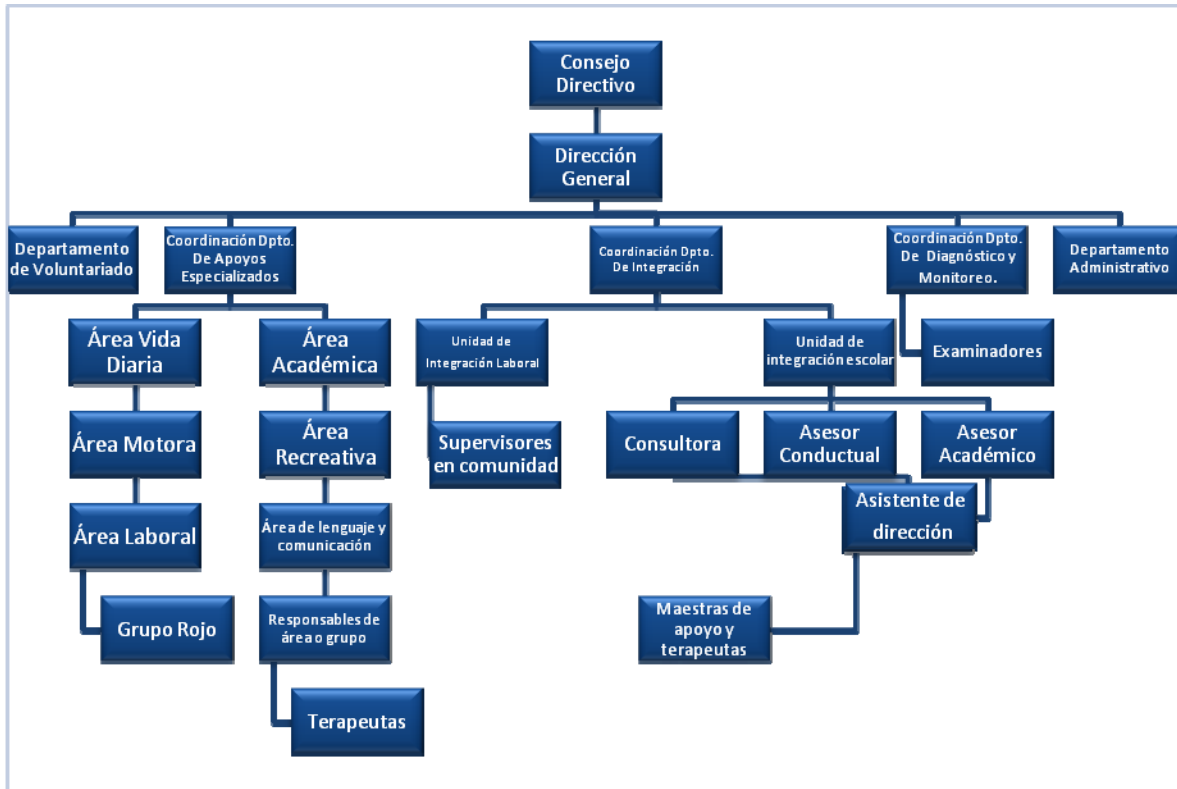 Consejo
Directivo
Dirección
General
Departamento
de Voluntariado
Coordinación Dpto.
De Apoyos
Especializados
Coordinación Dpto.
De Integración
Coordinación Dpto.
De Diagnóstico y
Monitoreo.
Departamento
Administrativo
Área Vida
Diaria
Área
Académica
Unidad de
Integración Laboral
Unidad de
integración escolar
Examinadores
Área Motora
Área
Recreativa
Supervisores
en comunidad
Consultora
Asesor
Conductual
Asesor
Académico
Área Laboral
Área de lenguaje y
comunicación
Asistente de
dirección
Grupo Rojo
Responsables de
área o grupo
Maestras de
apoyo y
terapeutas
Terapeutas